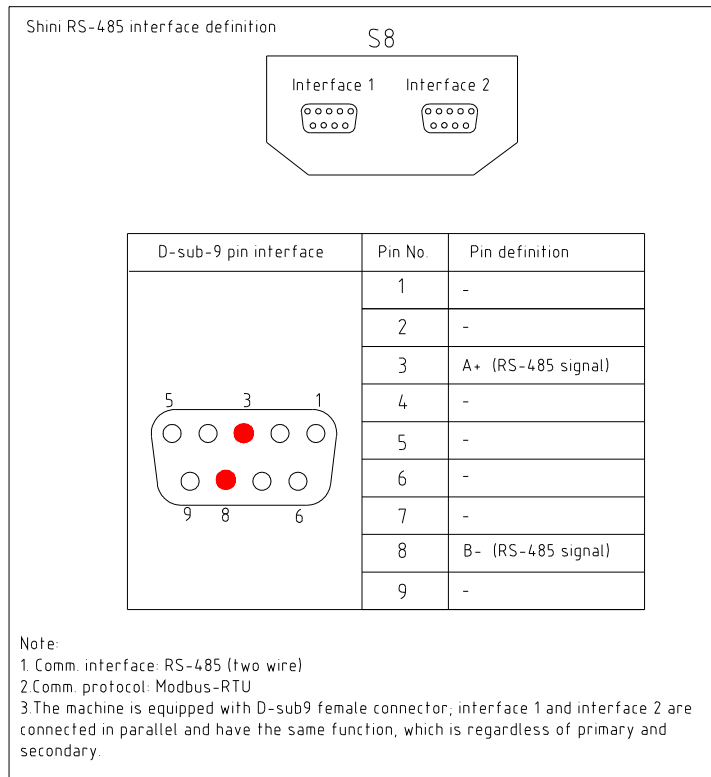 Shini RS-485 interface definition
S8
Interface 1 Interface 2
D-sub-9 pin interface Pin No. Pin definition
1 -
2 -
3 A+ (RS-485 signal)
4 -
5 -
6 -
7 -
8 B- (RS-485 signal)
9 -
5 3 1
9 8 6
Note:
1. Comm. interface: RS-485 (two wire)
2.Comm. protocol: Modbus-RTU
3.The machine is equipped with D-sub9 female connector; interface 1 and interface 2 are
connected in parallel and have the same function, which is regardless of primary and
secondary.